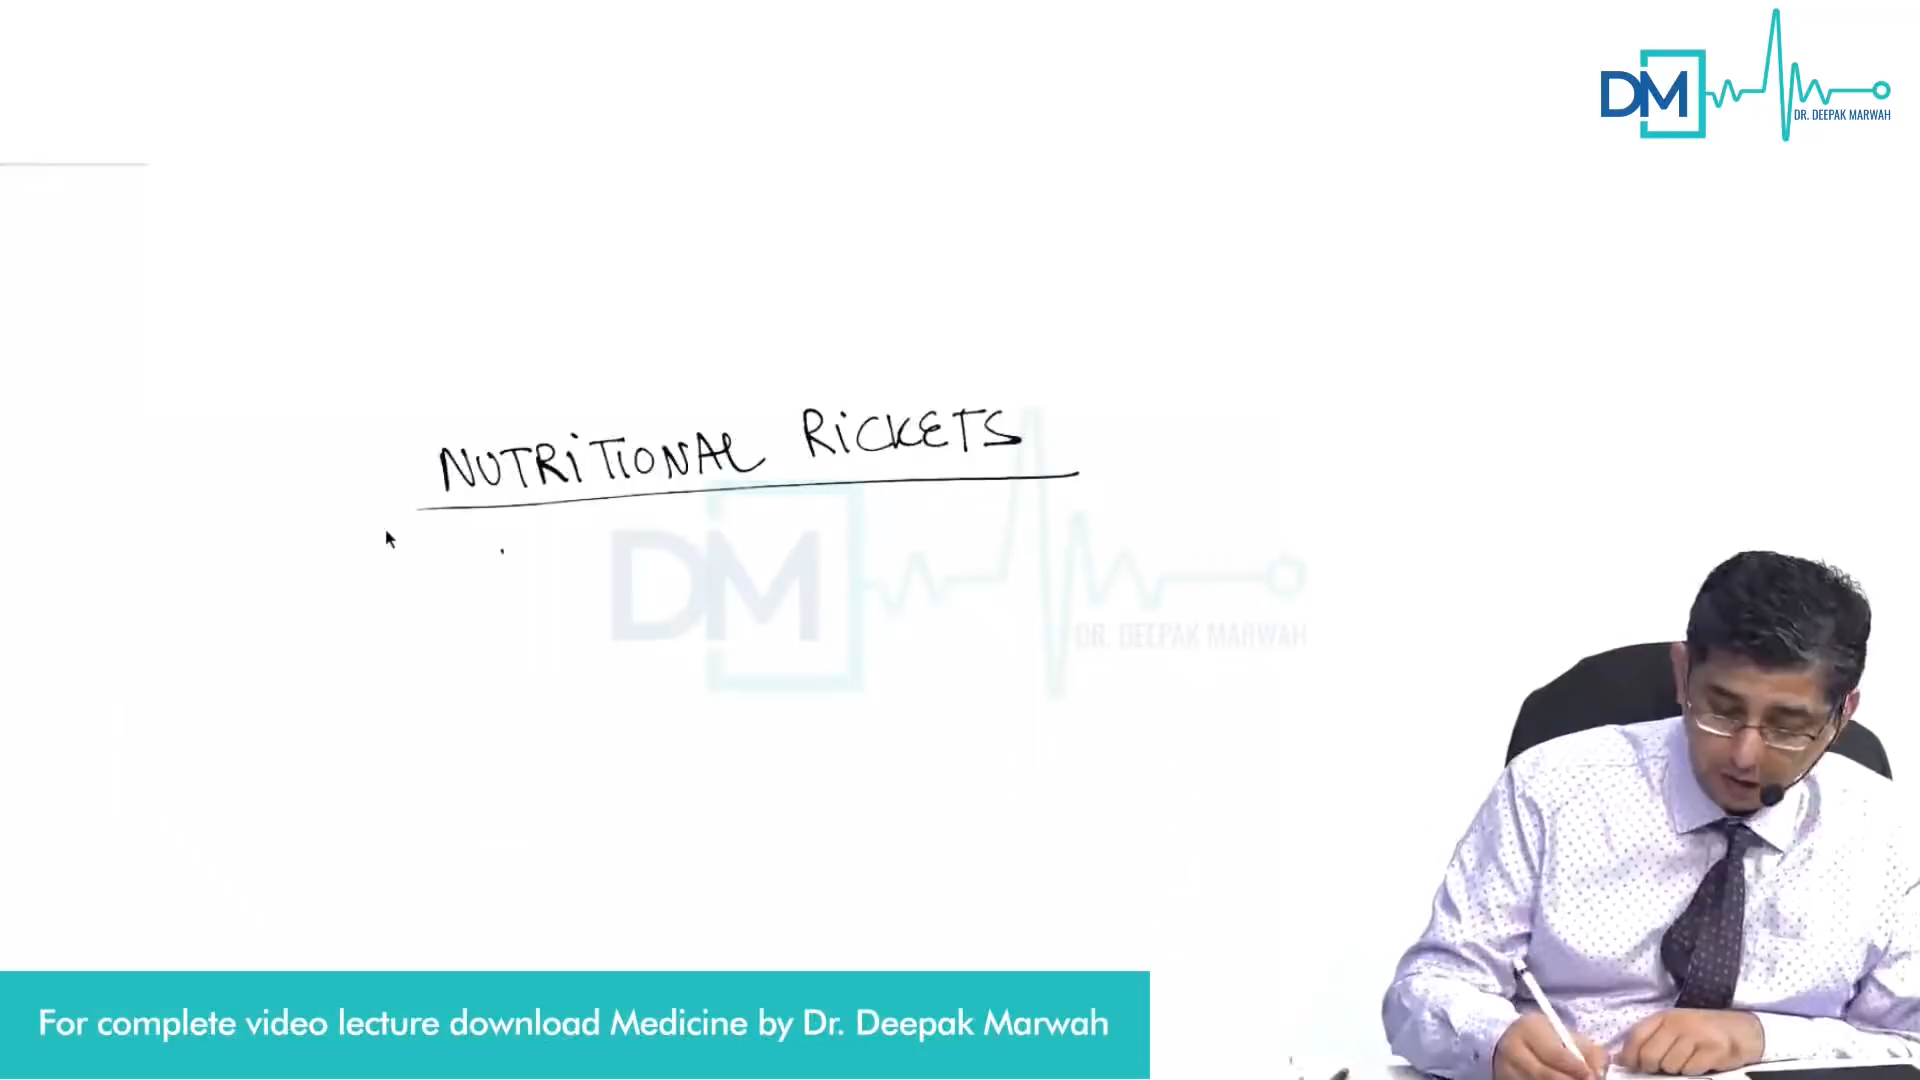 DM
DR. DEEPAK MARWAH
NUTRITIONAL RICKETS
DM
DR. DEEPAK MARWAH
For complete video lecture download Medicine by Dr. Deepak Marwah